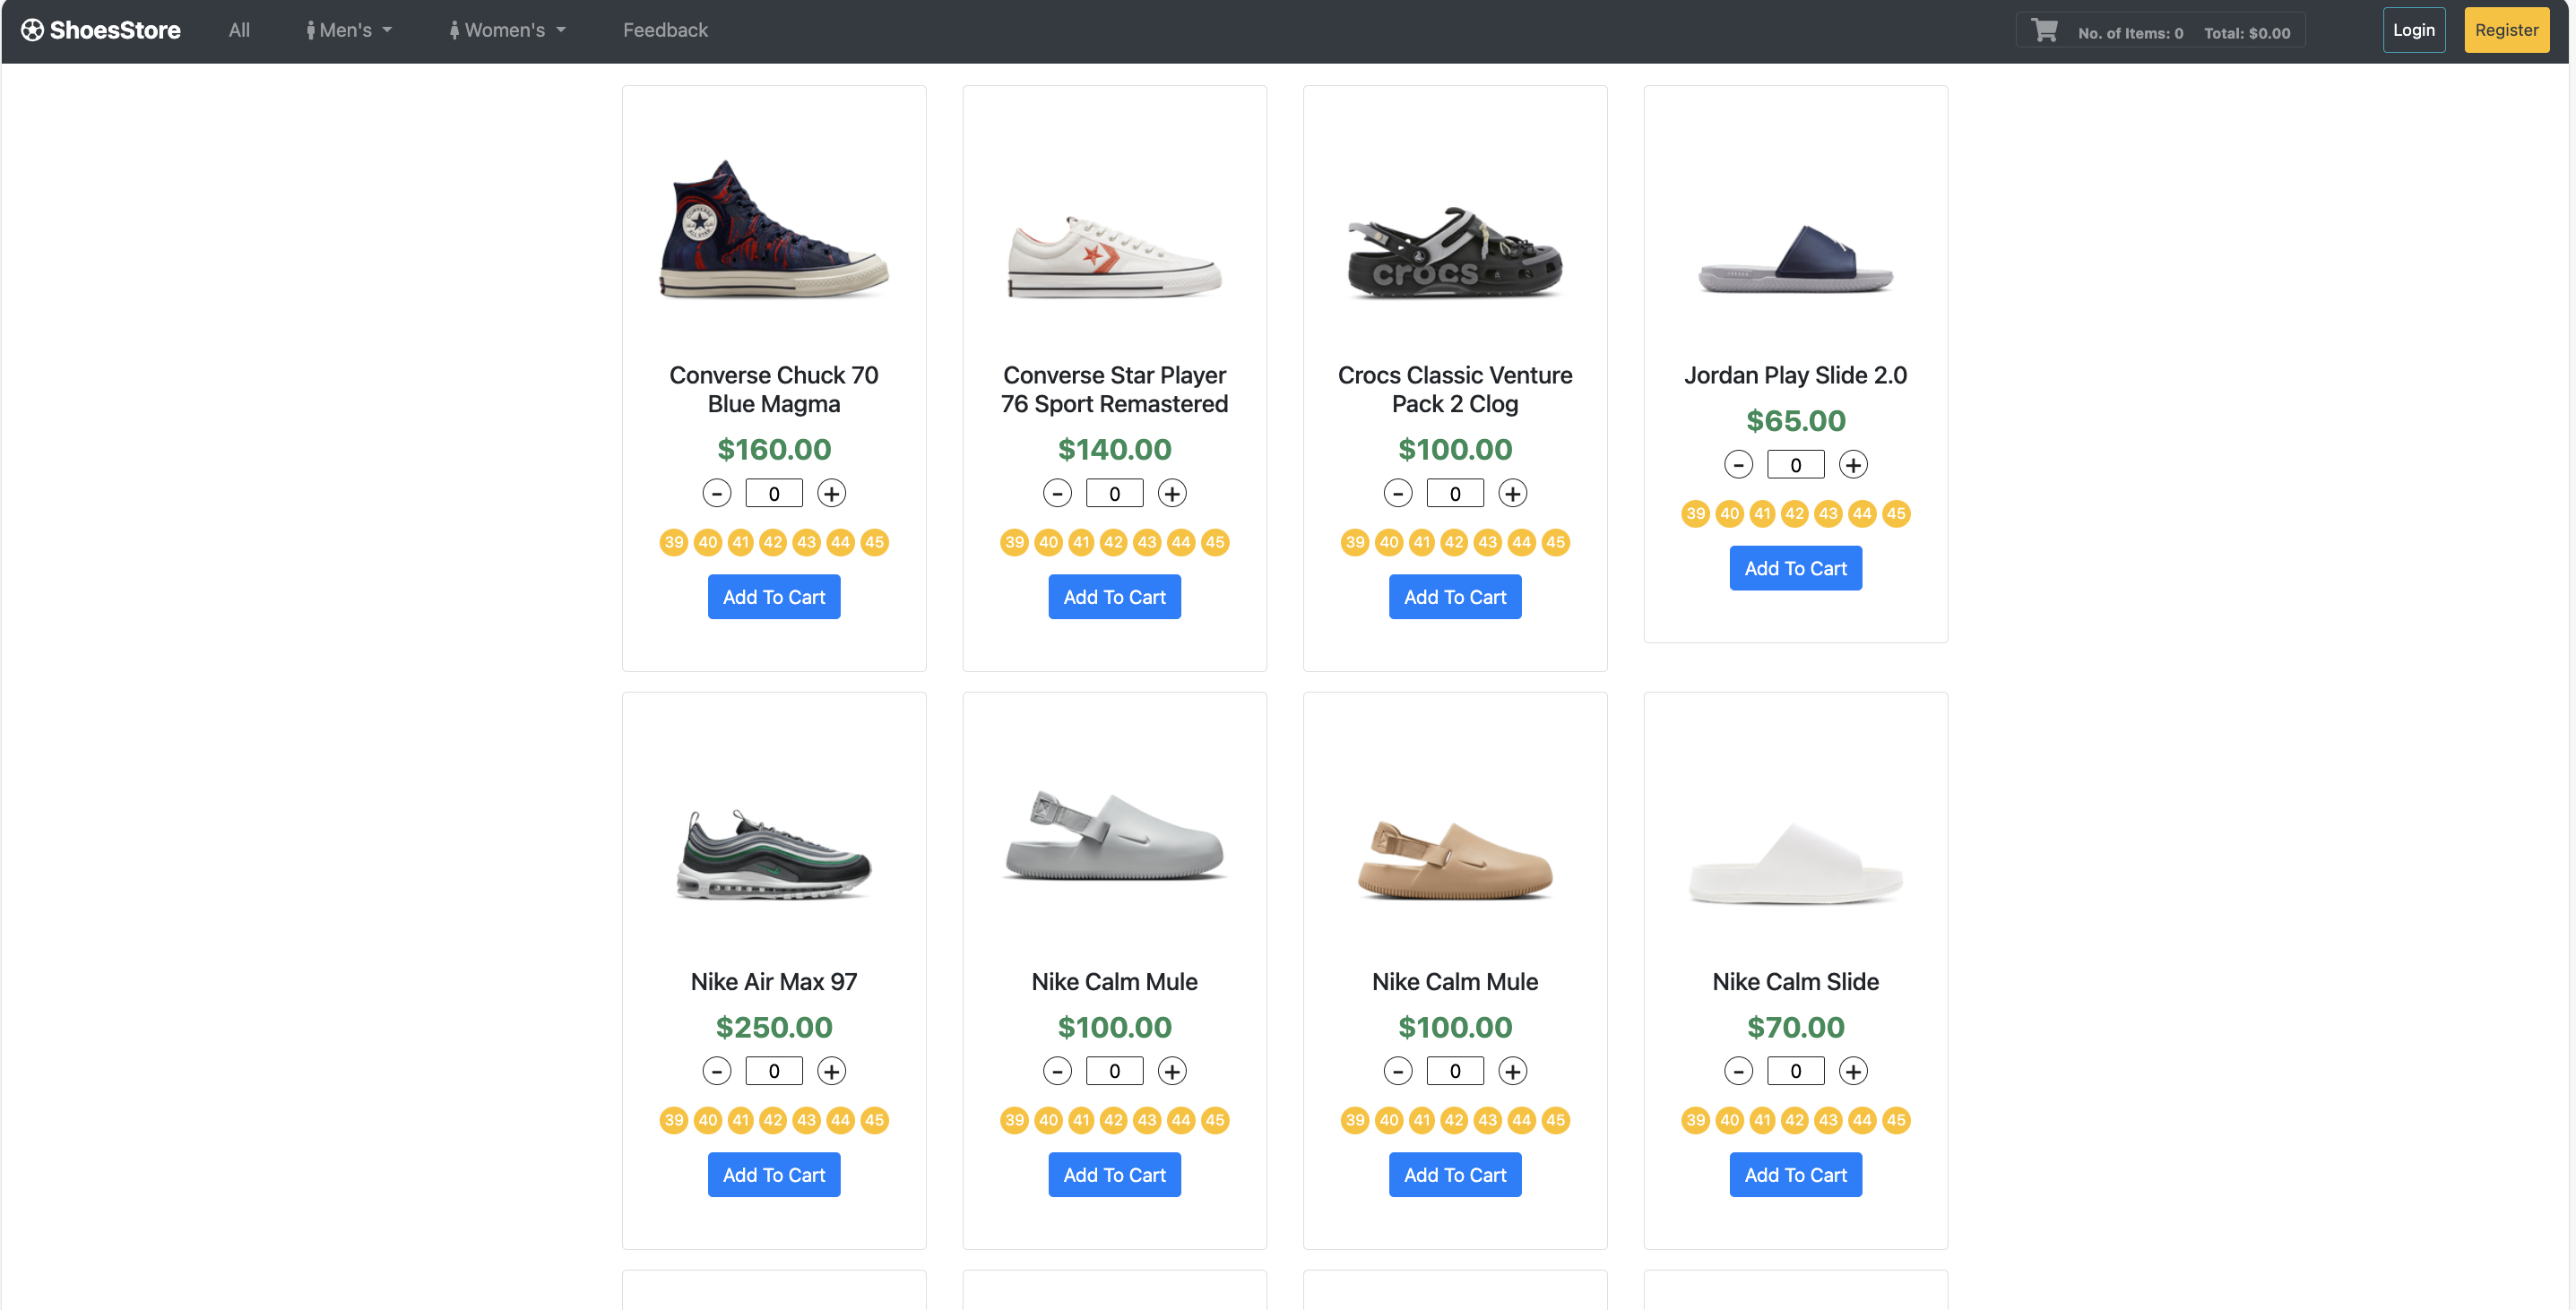 ShoesStore All Men's Women's Feedback No. of Items: 0 Total: $0.00 Login Register
CONVERSE
ALL STAR
crocs
Converse Chuck 70
Blue Magma
$160.00
- 0 +
39 40 41 42 43 44 45
Add To Cart
Converse Star Player
76 Sport Remastered
$140.00
- 0 +
39 40 41 42 43 44 45
Add To Cart
Crocs Classic Venture
Pack 2 Clog
$100.00
- 0 +
39 40 41 42 43 44 45
Add To Cart
Jordan Play Slide 2.0
$65.00
- 0 +
39 40 41 42 43 44 45
Add To Cart
Nike Air Max 97
$250.00
- 0 +
39 40 41 42 43 44 45
Add To Cart
Nike Calm Mule
$100.00
- 0 +
39 40 41 42 43 44 45
Add To Cart
Nike Calm Mule
$100.00
- 0 +
39 40 41 42 43 44 45
Add To Cart
Nike Calm Slide
$70.00
- 0 +
39 40 41 42 43 44 45
Add To Cart